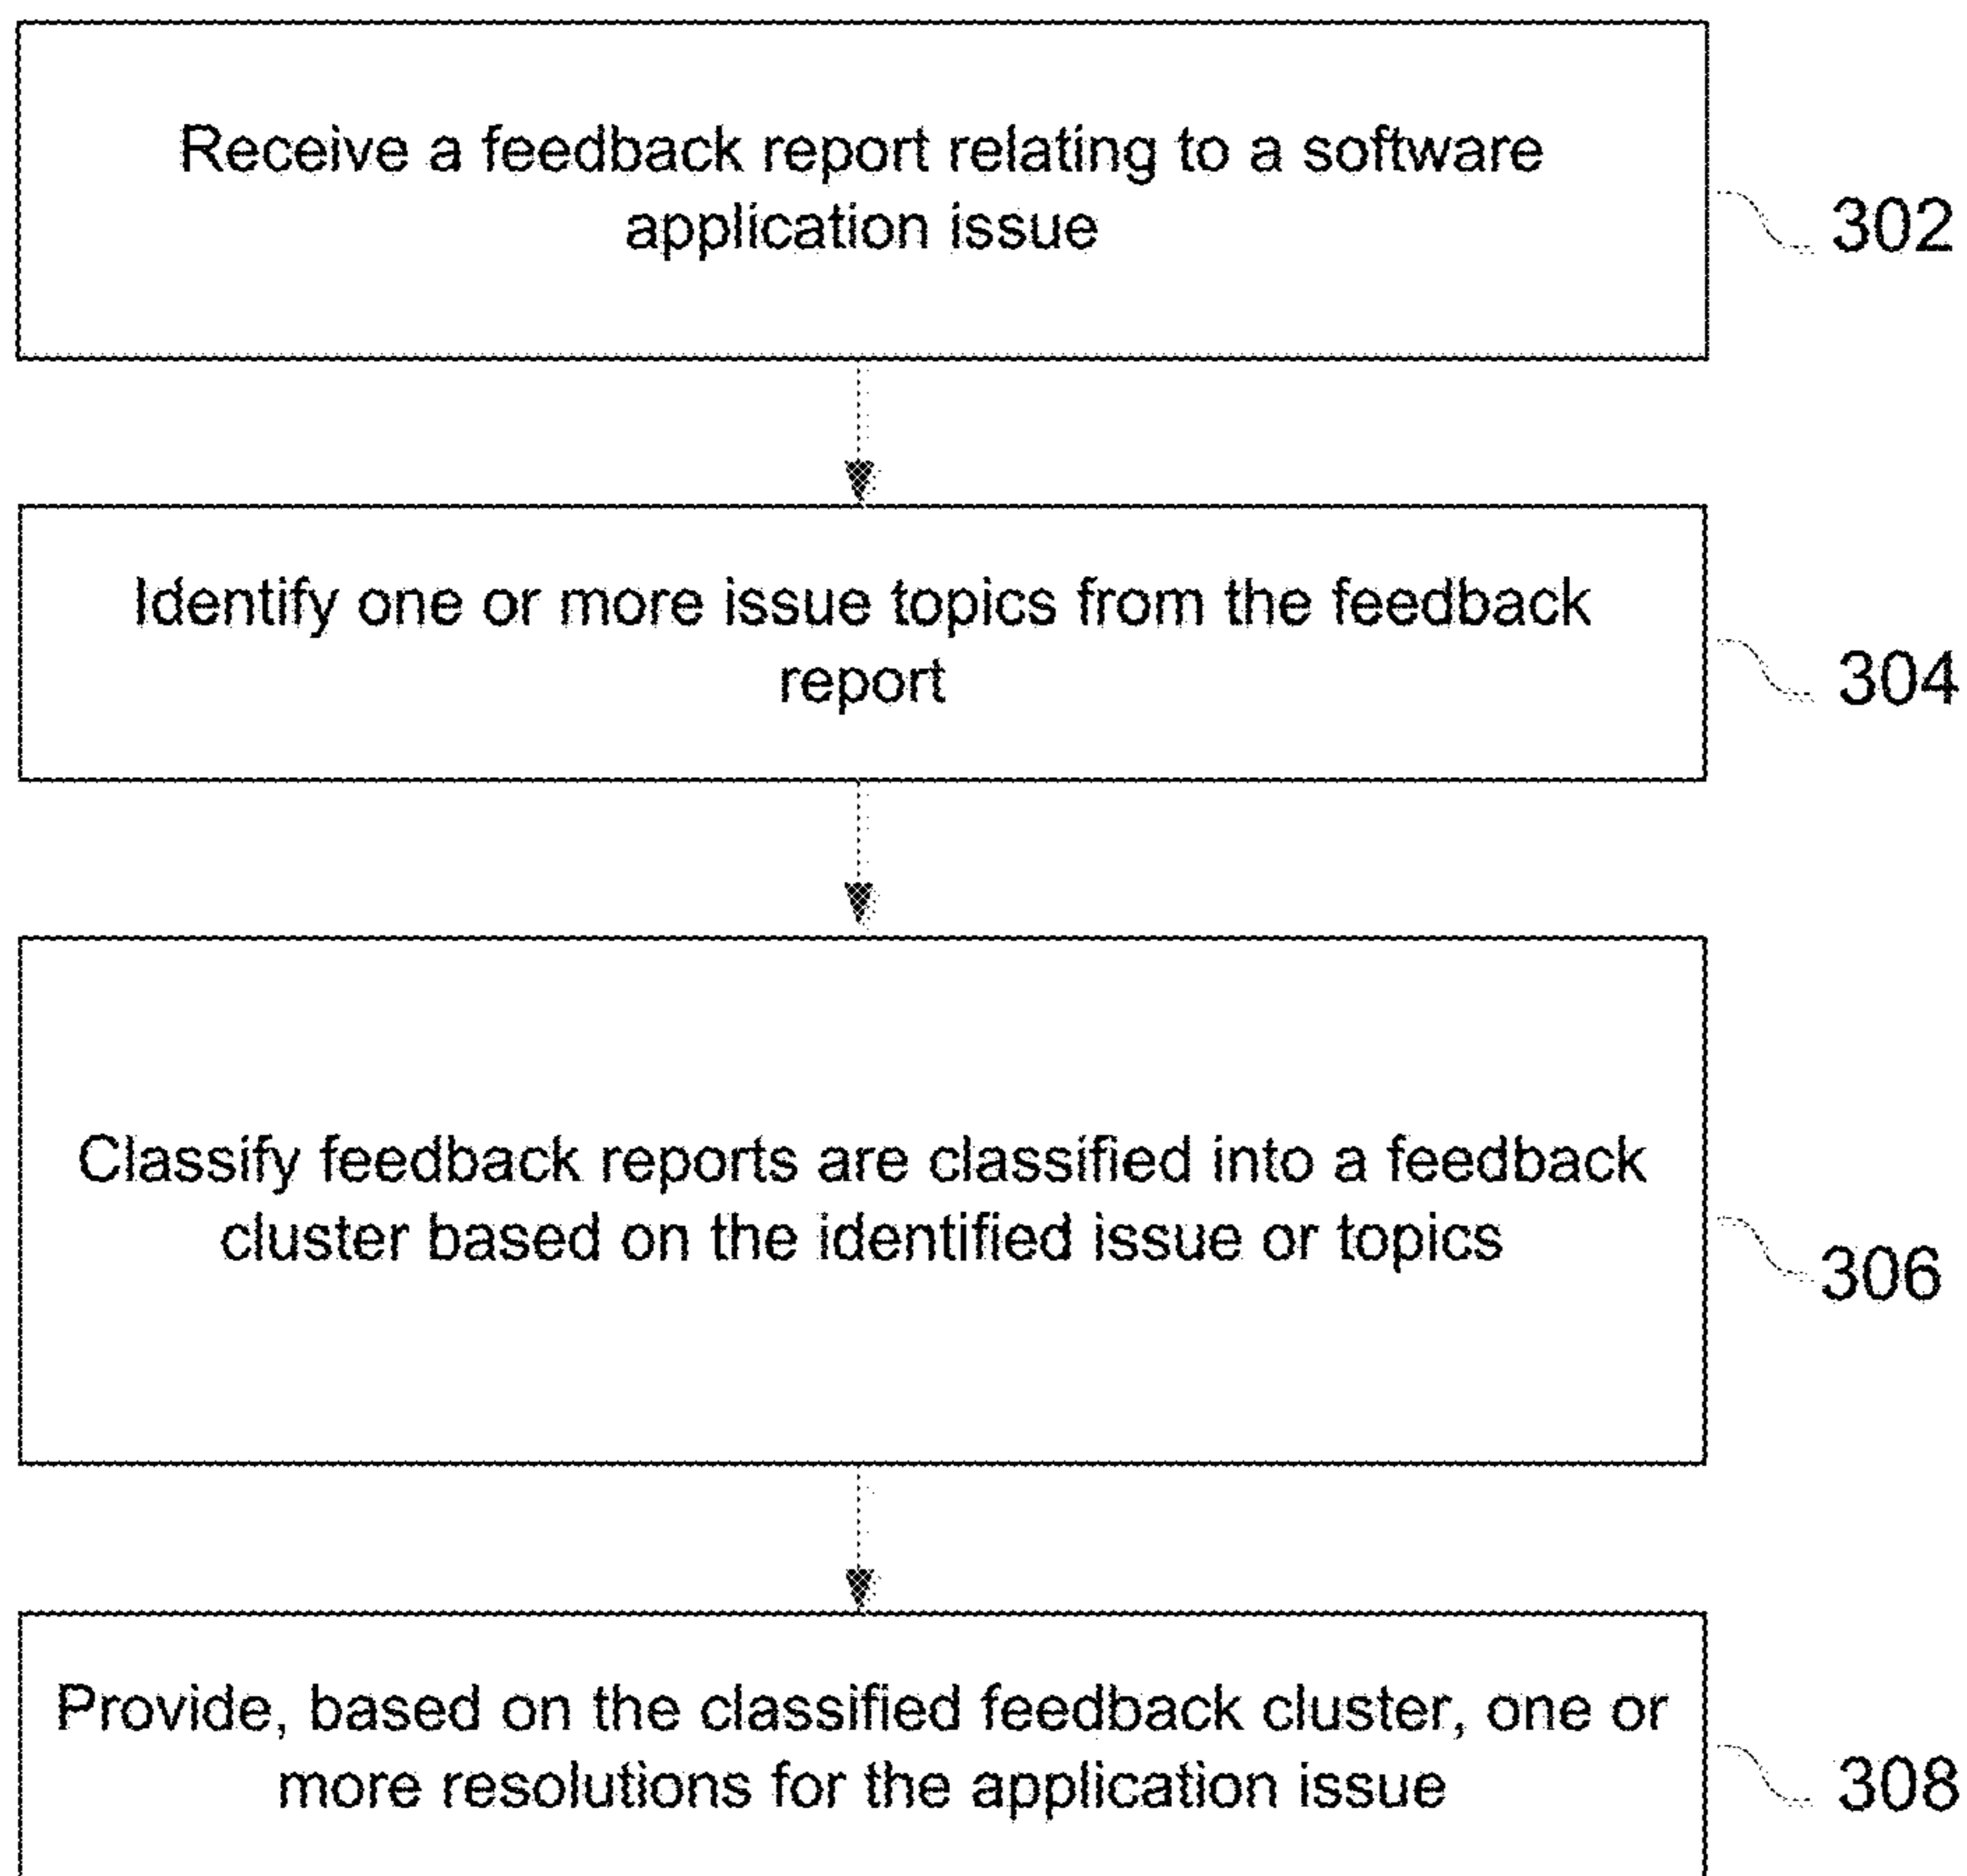 Receive a feedback report relating to a software
application issue
302
Identify one or more issue topics from the feedback
report
304
Classify feedback reports are classified into a feedback
cluster based on the identified issue or topics
306
Provide, based on the classified feedback cluster, one or
more resolutions for the application issue
308